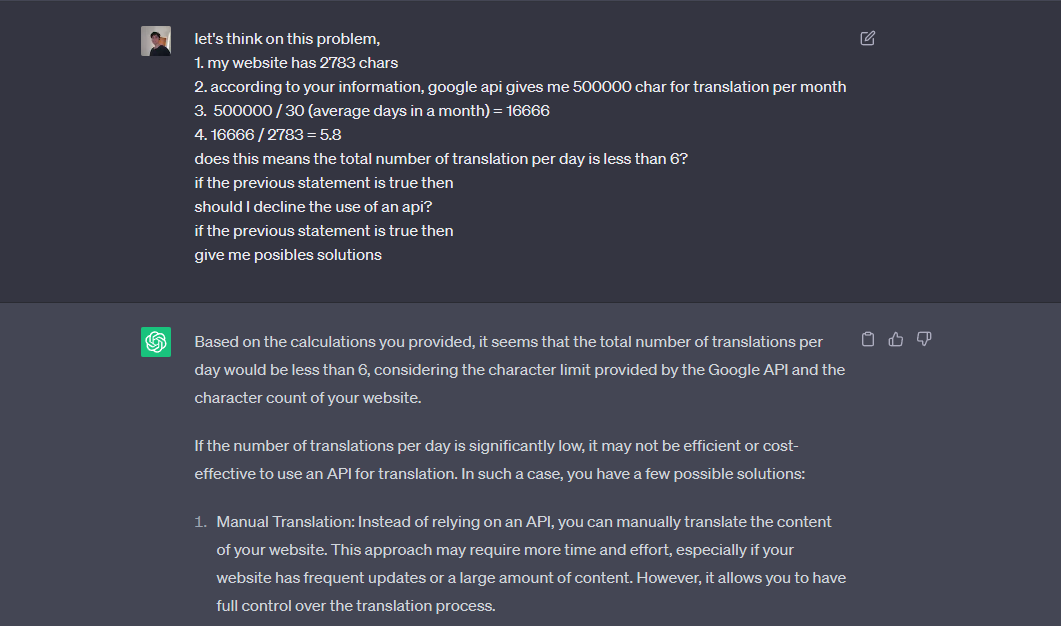 let's think on this problem,
1. my website has 2783 chars
2. according to your information, google api gives me 500000 char for translation per month
3.  500000 / 30 (average days in a month) = 16666
4. 16666 / 2783 = 5.8
does this means the total number of translation per day is less than 6?
if the previous statement is true then
should I decline the use of an api?
if the previous statement is true then
give me posibles solutions
Based on the calculations you provided, it seems that the total number of translations per
day would be less than 6, considering the character limit provided by the Google API and the
character count of your website.
If the number of translations per day is significantly low, it may not be efficient or cost-
effective to use an API for translation. In such a case, you have a few possible solutions:
1. Manual Translation: Instead of relying on an API, you can manually translate the content
of your website. This approach may require more time and effort, especially if your
website has frequent updates or a large amount of content. However, it allows you to have
full control over the translation process.